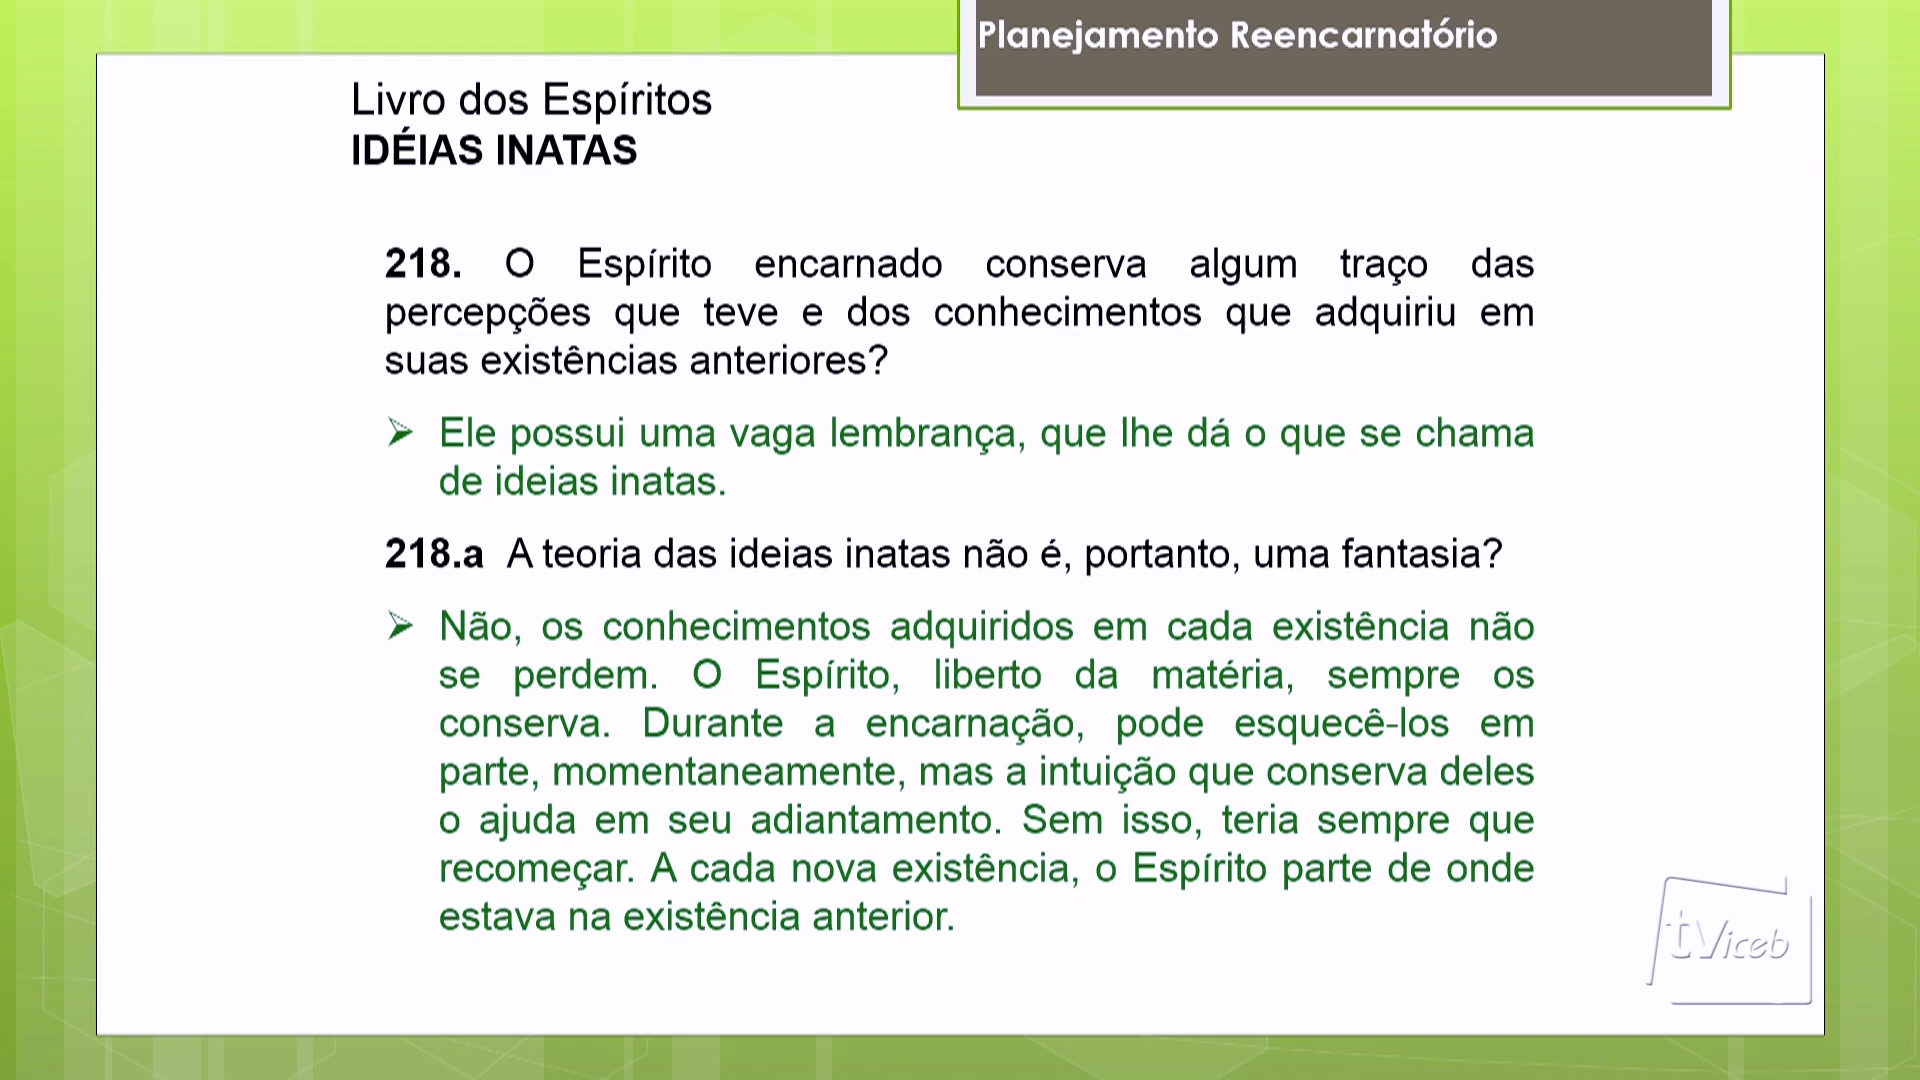 Planejamento Reencarnatório
Livro dos Espíritos
IDÉIAS INATAS
218. O Espírito encarnado conserva algum traço das
percepções que teve e dos conhecimentos que adquiriu em
suas existências anteriores?
➢ Ele possui uma vaga lembrança, que lhe dá o que se chama
de ideias inatas.
218.a A teoria das ideias inatas não é, portanto, uma fantasia?
➢ Não, os conhecimentos adquiridos em cada existência não
se perdem. O Espírito, liberto da matéria, sempre os
conserva. Durante a encarnação, pode esquecê-los em
parte, momentaneamente, mas a intuição que conserva deles
o ajuda em seu adiantamento. Sem isso, teria sempre que
recomeçar. A cada nova existência, o Espírito parte de onde
estava na existência anterior.
tViceb